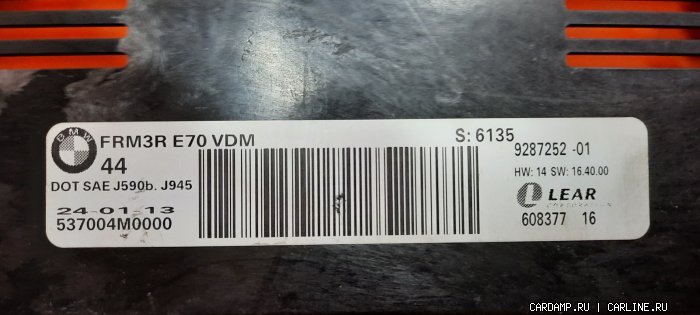 BMW
FRM3R E70 VDM
S: 6135
44
9287252 -01
DOT SAE J590b. J945
HW: 14 SW: 16.40.00
24-01-13
LEAR
CORPORATION
537004M0000
608377 16
CARDAMP.RU | CARLINE.RU